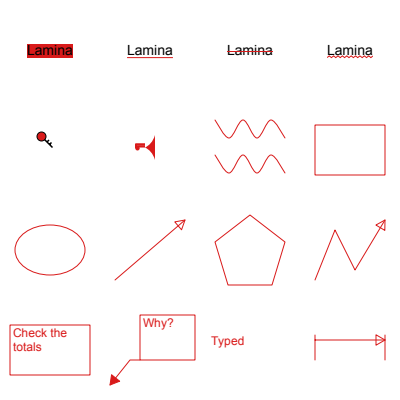 Lamina
Lamina
Lamina
Lamina
Check the
totals
Why?
Typed